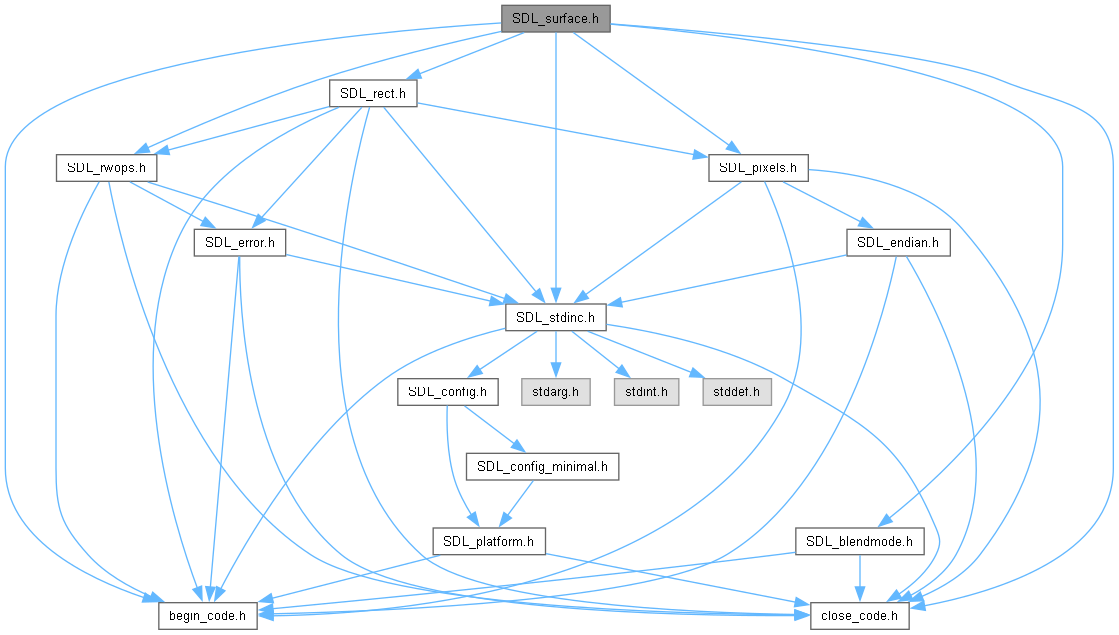 SDL_surface.h
SDL_rect.h
SDL_rwops.h
SDL_pixels.h
SDL_error.h
SDL_endian.h
SDL_stdinc.h
SDL_config.h
stdarg.h
stdint.h
stddef.h
SDL_config_minimal.h
SDL_platform.h
SDL_blendmode.h
begin_code.h
close_code.h